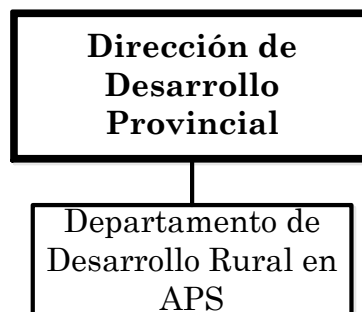 Dirección de
Desarrollo
Provincial
Departamento de
Desarrollo Rural en
APS